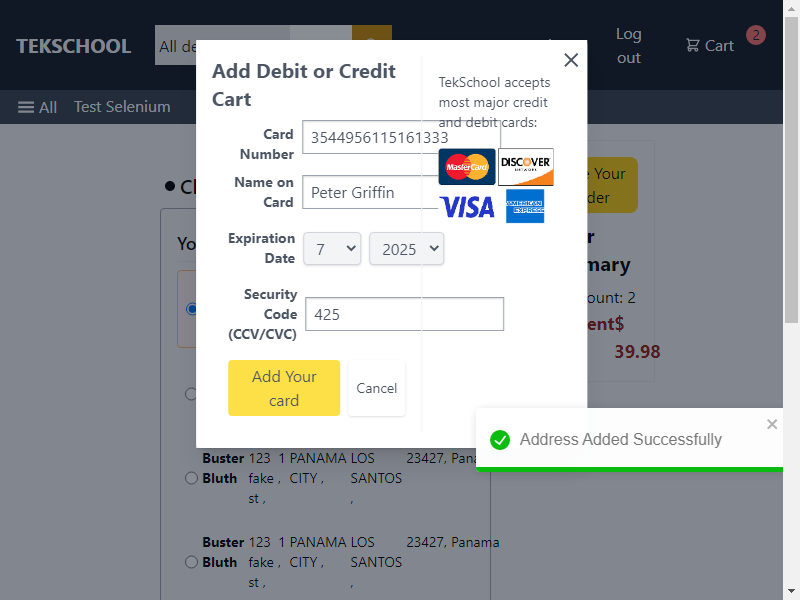 TEKSCHOOL
All de
Log out
Cart
2
All
Test Selenium
Add Debit or Credit Cart
TekSchool accepts most major credit and debit cards:
Card Number
3544956115161333
MasterCard
DISCOVER
NETWORK
Name on Card
Peter Griffin
VISA
AMERICAN EXPRESS
Expiration Date
7
2025
Security Code (CCV/CVC)
425
Add Your card
Cancel
Your
der
r
mary
ount: 2
ent$
39.98
Address Added Successfully
Buster Bluth
123 fake st ,
1
PANAMA CITY ,
LOS SANTOS ,
23427, Pana
Buster Bluth
123 fake st ,
1
PANAMA CITY ,
LOS SANTOS ,
23427, Panama